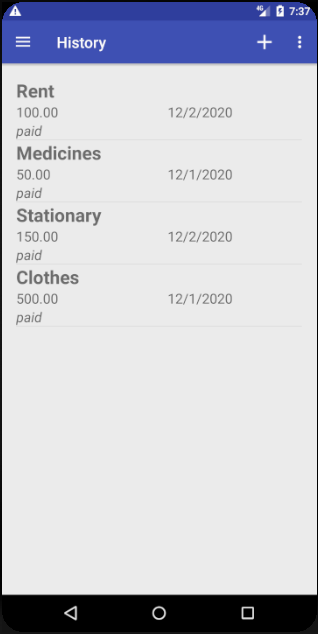 4G 7:37
History
Rent
100.00 12/2/2020
paid
Medicines
50.00 12/1/2020
paid
Stationary
150.00 12/2/2020
paid
Clothes
500.00 12/1/2020
paid